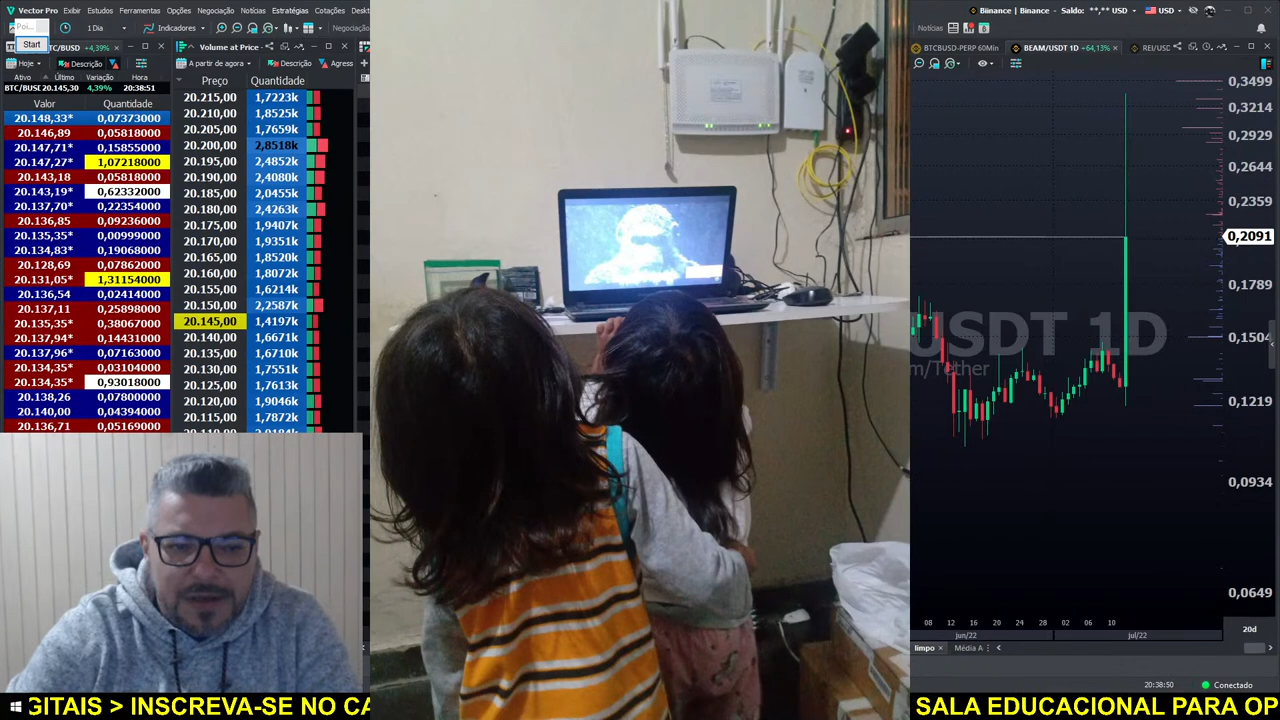 Vector Pro Exibir Estudos Ferramentas Opções Negociação Notícias Estratégias Cotações Desk
Poi...
Start
1 Dia
Indicadores
Negociação
TC/BUSD +4,39%
Volume at Price
Hoje
Descrição
A partir de agora
Descrição
Agress
Ativo Último Variação Hora
BTC/BUS 20.145,30 4,39% 20:38:51
Valor Quantidade
20.148,33* 0,07373000
20.146,89 0,05818000
20.147,71* 0,15855000
20.147,27* 1,07218000
20.143,18 0,05818000
20.143,19* 0,62332000
20.137,70* 0,22354000
20.136,85 0,09236000
20.135,35* 0,00999000
20.134,83* 0,19068000
20.128,69 0,07862000
20.131,05* 1,31154000
20.136,54 0,02414000
20.137,11 0,25898000
20.135,35* 0,38067000
20.137,94* 0,14431000
20.137,96* 0,07163000
20.134,35* 0,03104000
20.134,35* 0,93018000
20.138,26 0,07800000
20.140,00 0,04394000
20.136,71 0,05169000
Preço Quantidade
20.215,00 1,7223k
20.210,00 1,8525k
20.205,00 1,7659k
20.200,00 2,8518k
20.195,00 2,4852k
20.190,00 2,4080k
20.185,00 2,0455k
20.180,00 2,4263k
20.175,00 1,9407k
20.170,00 1,9351k
20.165,00 1,8520k
20.160,00 1,8072k
20.155,00 1,6214k
20.150,00 2,2587k
20.145,00 1,4197k
20.140,00 1,6671k
20.135,00 1,6710k
20.130,00 1,7551k
20.125,00 1,7613k
20.120,00 1,9046k
20.115,00 1,7872k
Biinance | Binance Saldo: **,** USD USD
Notícias
BTCBUSD-PERP 60Min BEAM/USDT 1D +64,13% REI/USD
0,3499
0,3214
0,2929
0,2644
0,2359
0,2091
0,1789
0,1504
0,1219
0,0934
0,0649
USDT 1D
m/Tether
08 12 16 20 24 28 02 06 10
jun/22 jul/22
20d
limpo Média A
20:38:50 Conectado
GITAIS > INSCREVA-SE NO CA
SALA EDUCACIONAL PARA OP